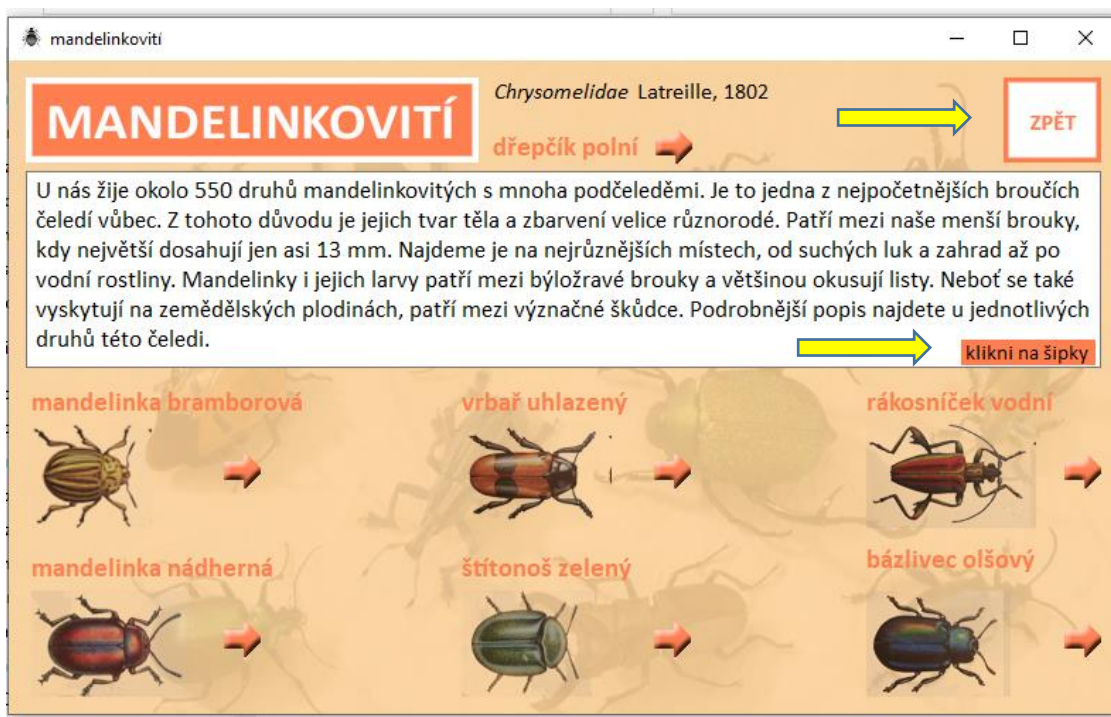 mandelinkovití
MANDELINKOVITÍ
Chrysomelidae Latreille, 1802
dřepčík polní
ZPĚT
U nás žije okolo 550 druhů mandelinkovitých s mnoha podčeleděmi. Je to jedna z nejpočetnějších broučích
čeledí vůbec. Z tohoto důvodu je jejich tvar těla a zbarvení velice různorodé. Patří mezi naše menší brouky,
kdy největší dosahují jen asi 13 mm. Najdeme je na nejrůznějších místech, od suchých luk a zahrad až po
vodní rostliny. Mandelinky i jejich larvy patří mezi býložravé brouky a většinou okusují listy. Neboť se také
vyskytují na zemědělských plodinách, patří mezi význačné škůdce. Podrobnější popis najdete u jednotlivých
druhů této čeledi.
klikni na šipky
mandelinka bramborová
vrbař uhlazený
rákosníček vodní
mandelinka nádherná
štítonoš zelený
bázlivec olšový